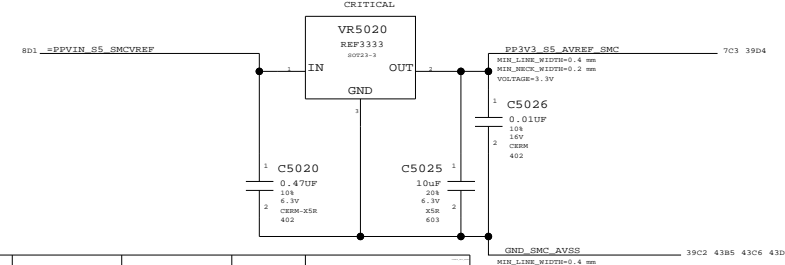 CRITICAL
VR5020
REF3333
SOT23-3
8D1 =PPVIN_S5_SMCVREF
PP3V3_S5_AVREF_SMC 7C3 39D4
MIN_LINE_WIDTH=0.4 mm
MIN_NECK_WIDTH=0.2 mm
VOLTAGE=3.3V
1 IN OUT 2
GND
3
1 C5026
0.01UF
10%
16V
2 CERM
402
1 C5020
0.47UF
10%
6.3V
2 CERM-X5R
402
C5025 1
10uF
20%
6.3V
X5R 2
603
GND_SMC_AVSS 39C2 43B5 43C6 43D
MIN_LINE_WIDTH=0.4 mm